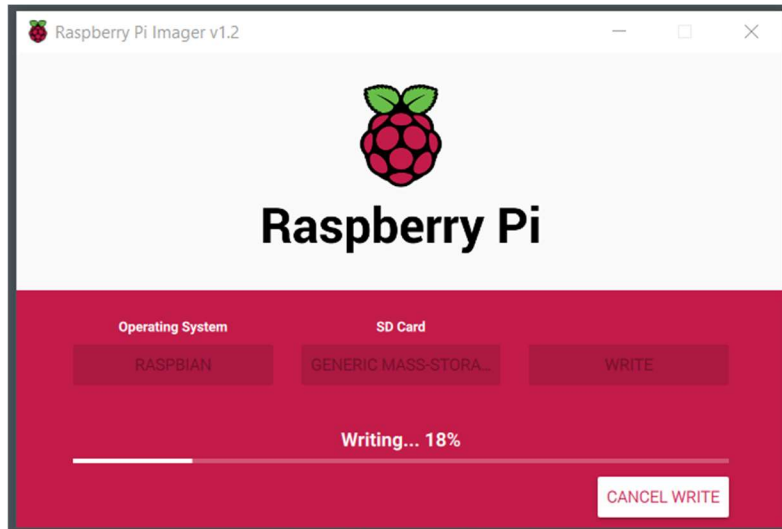 Raspberry Pi Imager v1.2
Raspberry Pi
Operating System
SD Card
RASPBIAN
GENERIC MASS-STORA...
WRITE
Writing... 18%
CANCEL WRITE